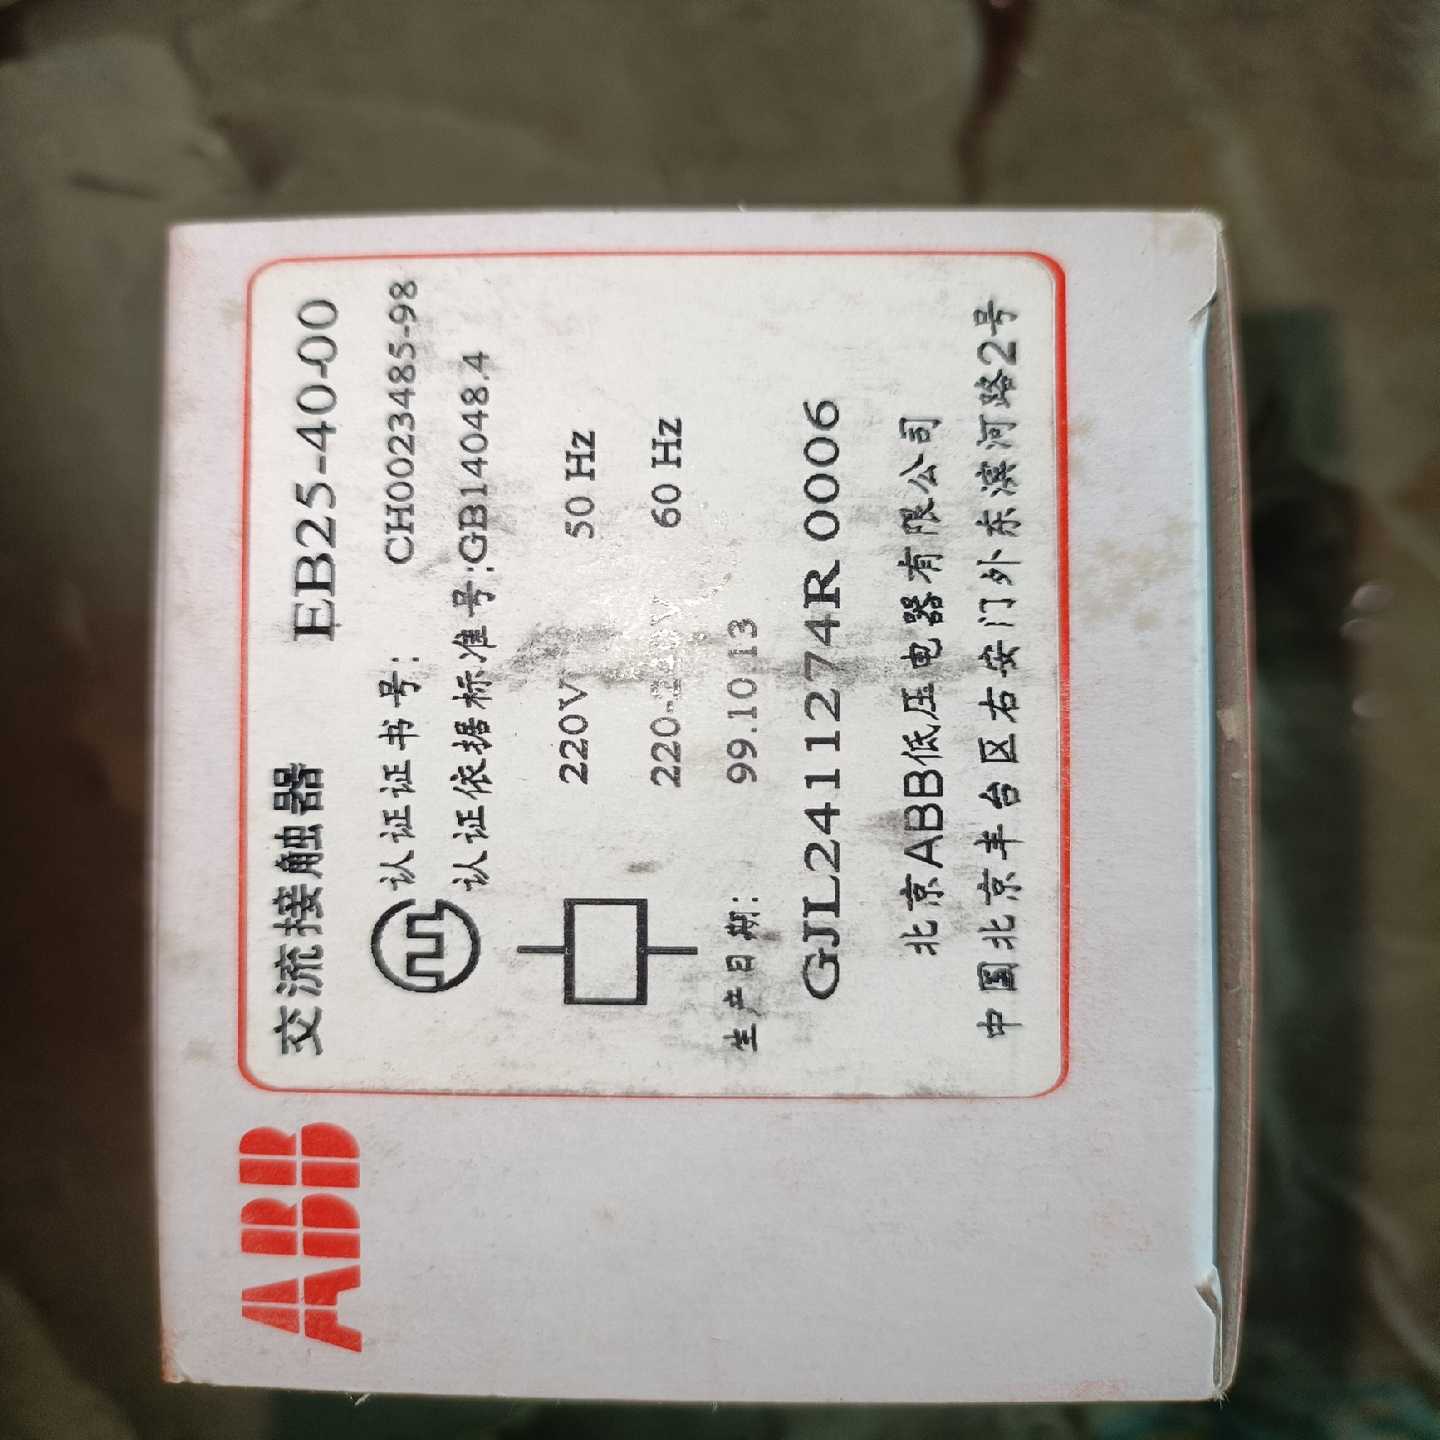 ABB
交流接触器 EB25-40-00
认证证书号: CH0023485-98
认证依据标准号:GB14048.4
220V 50 Hz
220- 60 Hz
生产日期: 99.10.13
GJL2411274R 0006
北京ABB低压电器有限公司
中国北京丰台区右安门外东滨河路2号